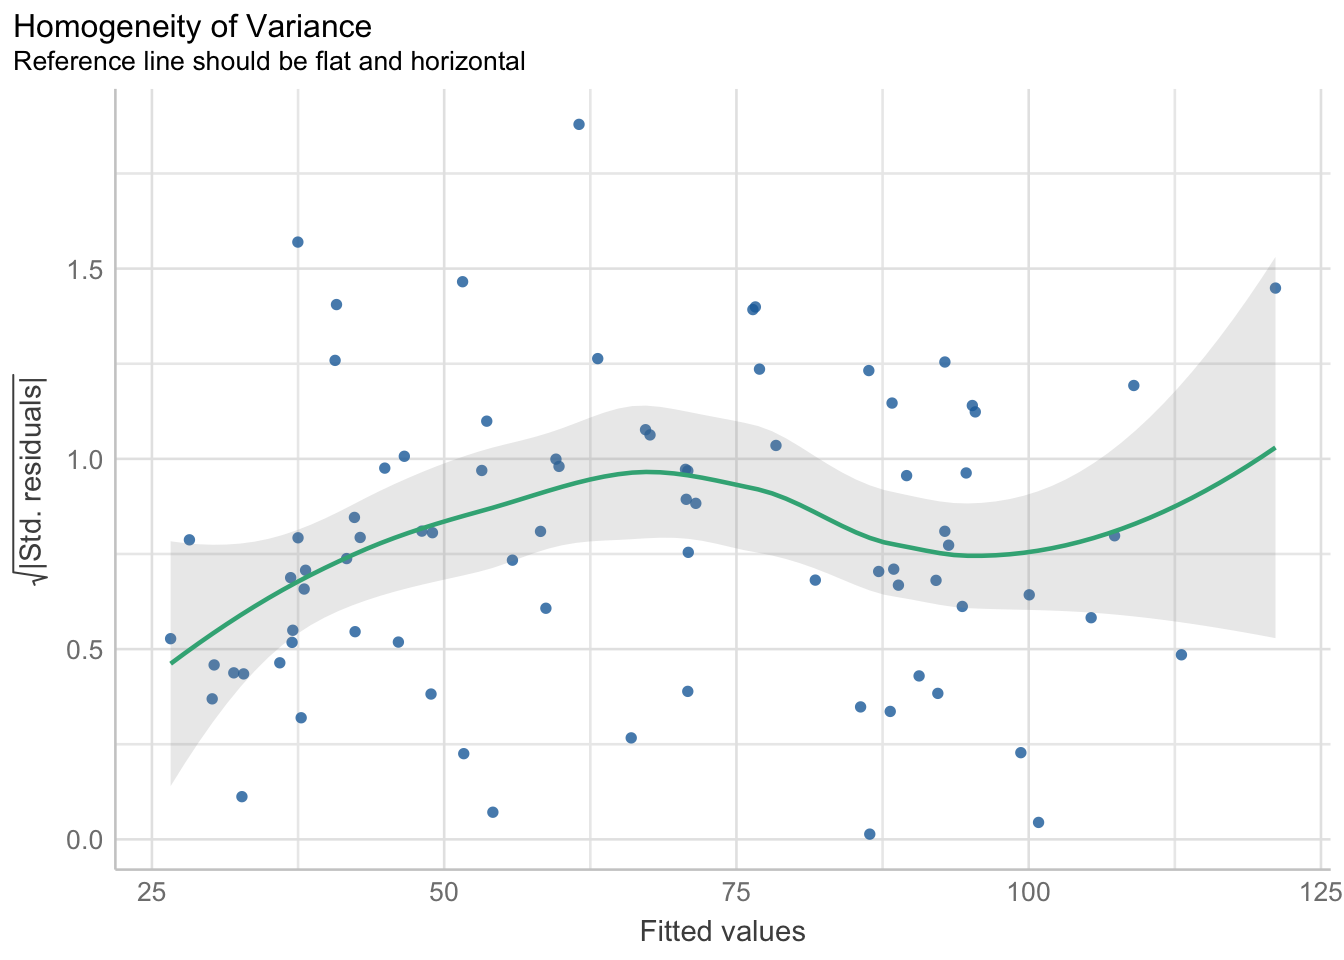 Homogeneity of Variance
Reference line should be flat and horizontal
√|Std. residuals|
1.5
1.0
0.5
0.0
25 50 75 100 125
Fitted values